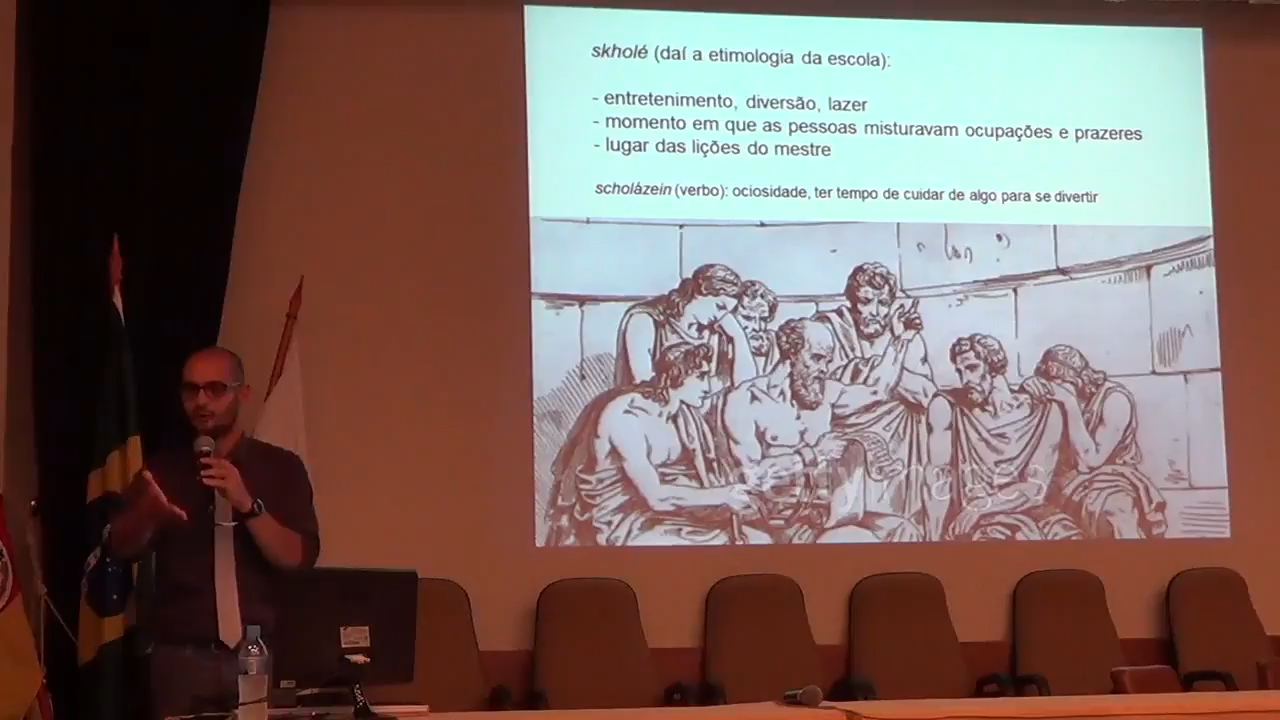 skholé (daí a etimologia da escola):
- entretenimento, diversão, lazer
- momento em que as pessoas misturavam ocupações e prazeres
- lugar das lições do mestre
scholázein (verbo): ociosidade, ter tempo de cuidar de algo para se divertir
gettyimages